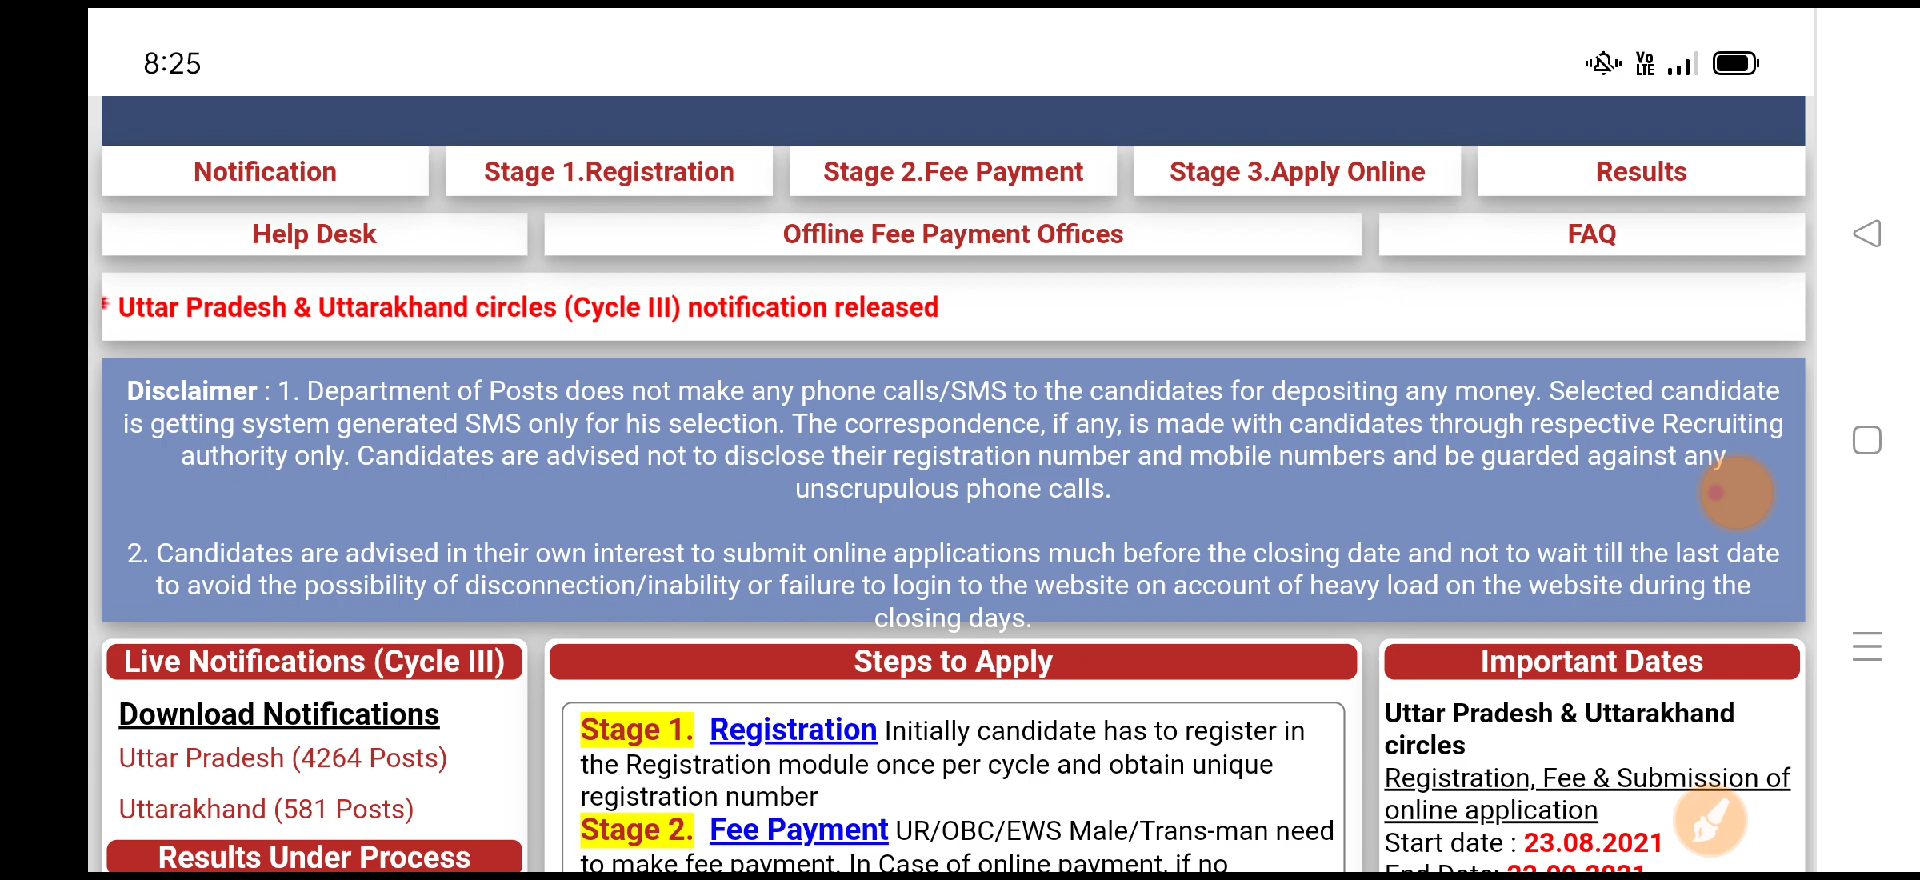 8:25
Vo
LTE
Notification
Stage 1.Registration
Stage 2.Fee Payment
Stage 3.Apply Online
Results
Help Desk
Offline Fee Payment Offices
FAQ
* Uttar Pradesh & Uttarakhand circles (Cycle III) notification released
Disclaimer : 1. Department of Posts does not make any phone calls/SMS to the candidates for depositing any money. Selected candidate
is getting system generated SMS only for his selection. The correspondence, if any, is made with candidates through respective Recruiting
authority only. Candidates are advised not to disclose their registration number and mobile numbers and be guarded against any
unscrupulous phone calls.
2. Candidates are advised in their own interest to submit online applications much before the closing date and not to wait till the last date
to avoid the possibility of disconnection/inability or failure to login to the website on account of heavy load on the website during the
closing days.
Live Notifications (Cycle III)
Download Notifications
Uttar Pradesh (4264 Posts)
Uttarakhand (581 Posts)
Results Under Process
Steps to Apply
Stage 1. Registration Initially candidate has to register in
the Registration module once per cycle and obtain unique
registration number
Stage 2. Fee Payment UR/OBC/EWS Male/Trans-man need
to make fee payment. In Case of online payment, if no
Important Dates
Uttar Pradesh & Uttarakhand
circles
Registration, Fee & Submission of
online application
Start date : 23.08.2021
End Date: 22.09.2021